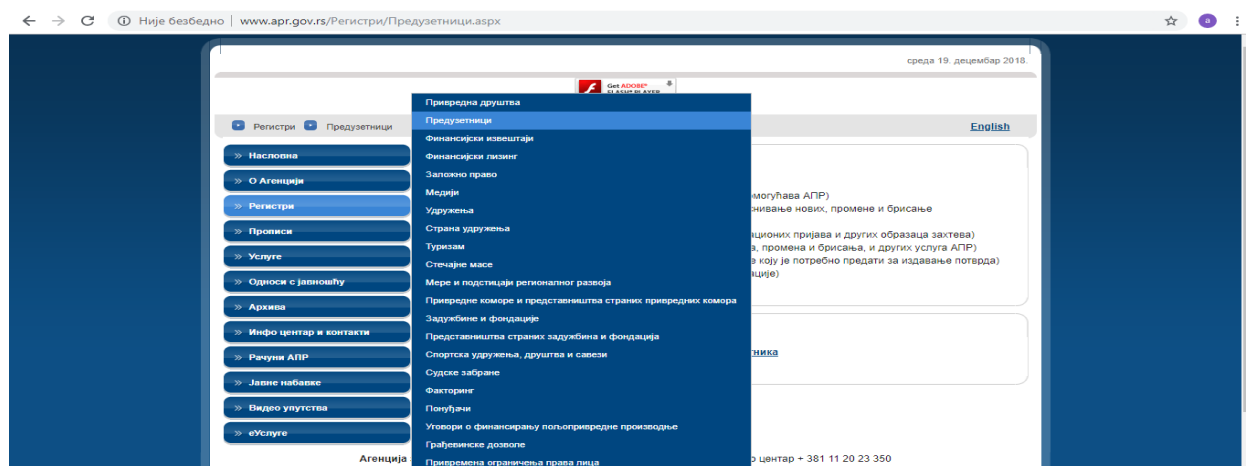 Није безбедно | www.apr.gov.rs/Регистри/Предузетници.aspx
a
среда 19. децембар 2018.
Get ADOBE®
FLASH® PLAYER
Регистри Предузетници
English
» Насловна
» О Агенцији
» Регистри
» Прописи
» Услуге
» Односи с јавношћу
» Архива
» Инфо центар и контакти
» Рачуни АПР
» Јавне набавке
» Видео упутства
» еУслуге
Привредна друштва
Предузетници
Финансијски извештаји
Финансијски лизинг
Заложно право
Медији
Удружења
Страна удружења
Туризам
Стечајне масе
Мере и подстицаји регионалног развоја
Привредне коморе и представништва страних привредних комора
Задужбине и фондације
Представништва страних задужбина и фондација
Спортска удружења, друштва и савези
Судске забране
Факторинг
Понуђачи
Уговори о финансирању пољопривредне производње
Грађевинске дозволе
Привремена ограничења права лица
могућава АПР)
нивање нових, промене и брисање
ционих пријава и других образаца захтева)
а, промена и брисања, и других услуга АПР)
е коју је потребно предати за издавање потврда)
ције)
ника
Агенција
центар + 381 11 20 23 350